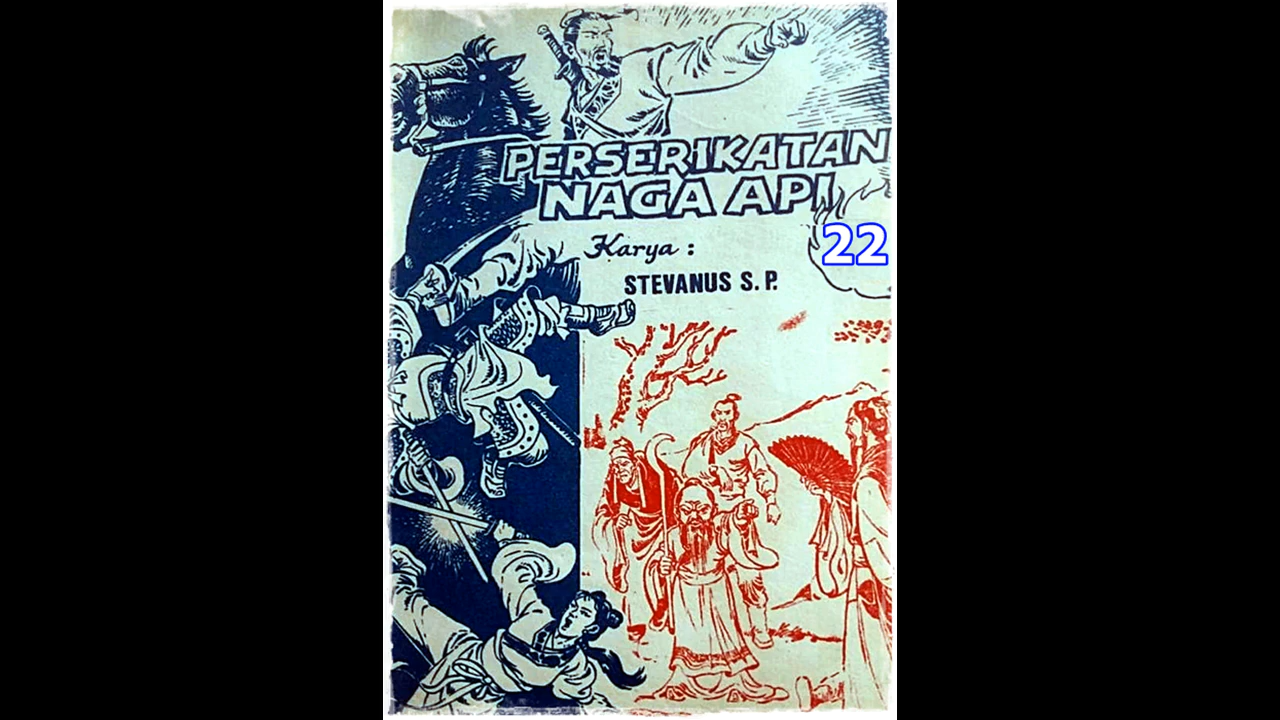 PERSERIKATAN
NAGA API
22
Karya :
STEVANUS S. P.